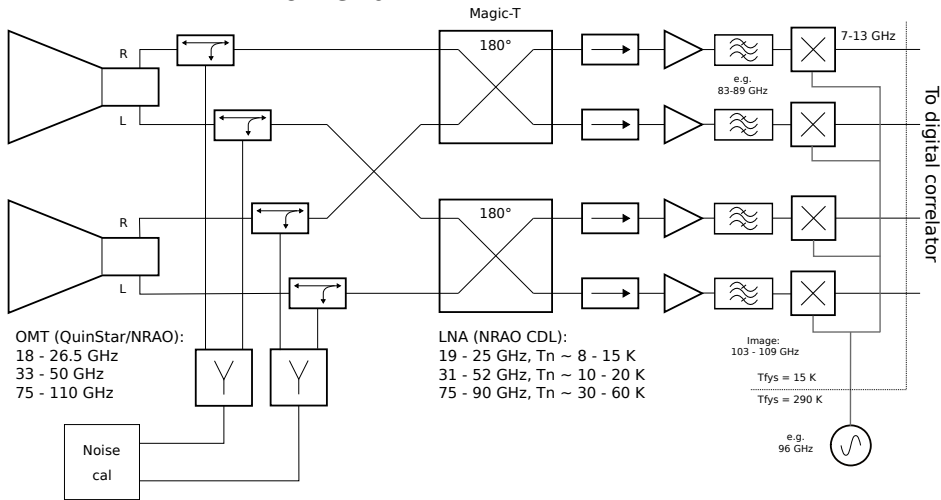 Magic-T
R
L
180°
7-13 GHz
e.g.
83-89 GHz
To digital correlator
R
L
180°
OMT (QuinStar/NRAO):
18 - 26.5 GHz
33 - 50 GHz
75 - 110 GHz
LNA (NRAO CDL):
19 - 25 GHz, Tn ~ 8 - 15 K
31 - 52 GHz, Tn ~ 10 - 20 K
75 - 90 GHz, Tn ~ 30 - 60 K
Image:
103 - 109 GHz
Tfys = 15 K
Tfys = 290 K
Noise
cal
e.g.
96 GHz